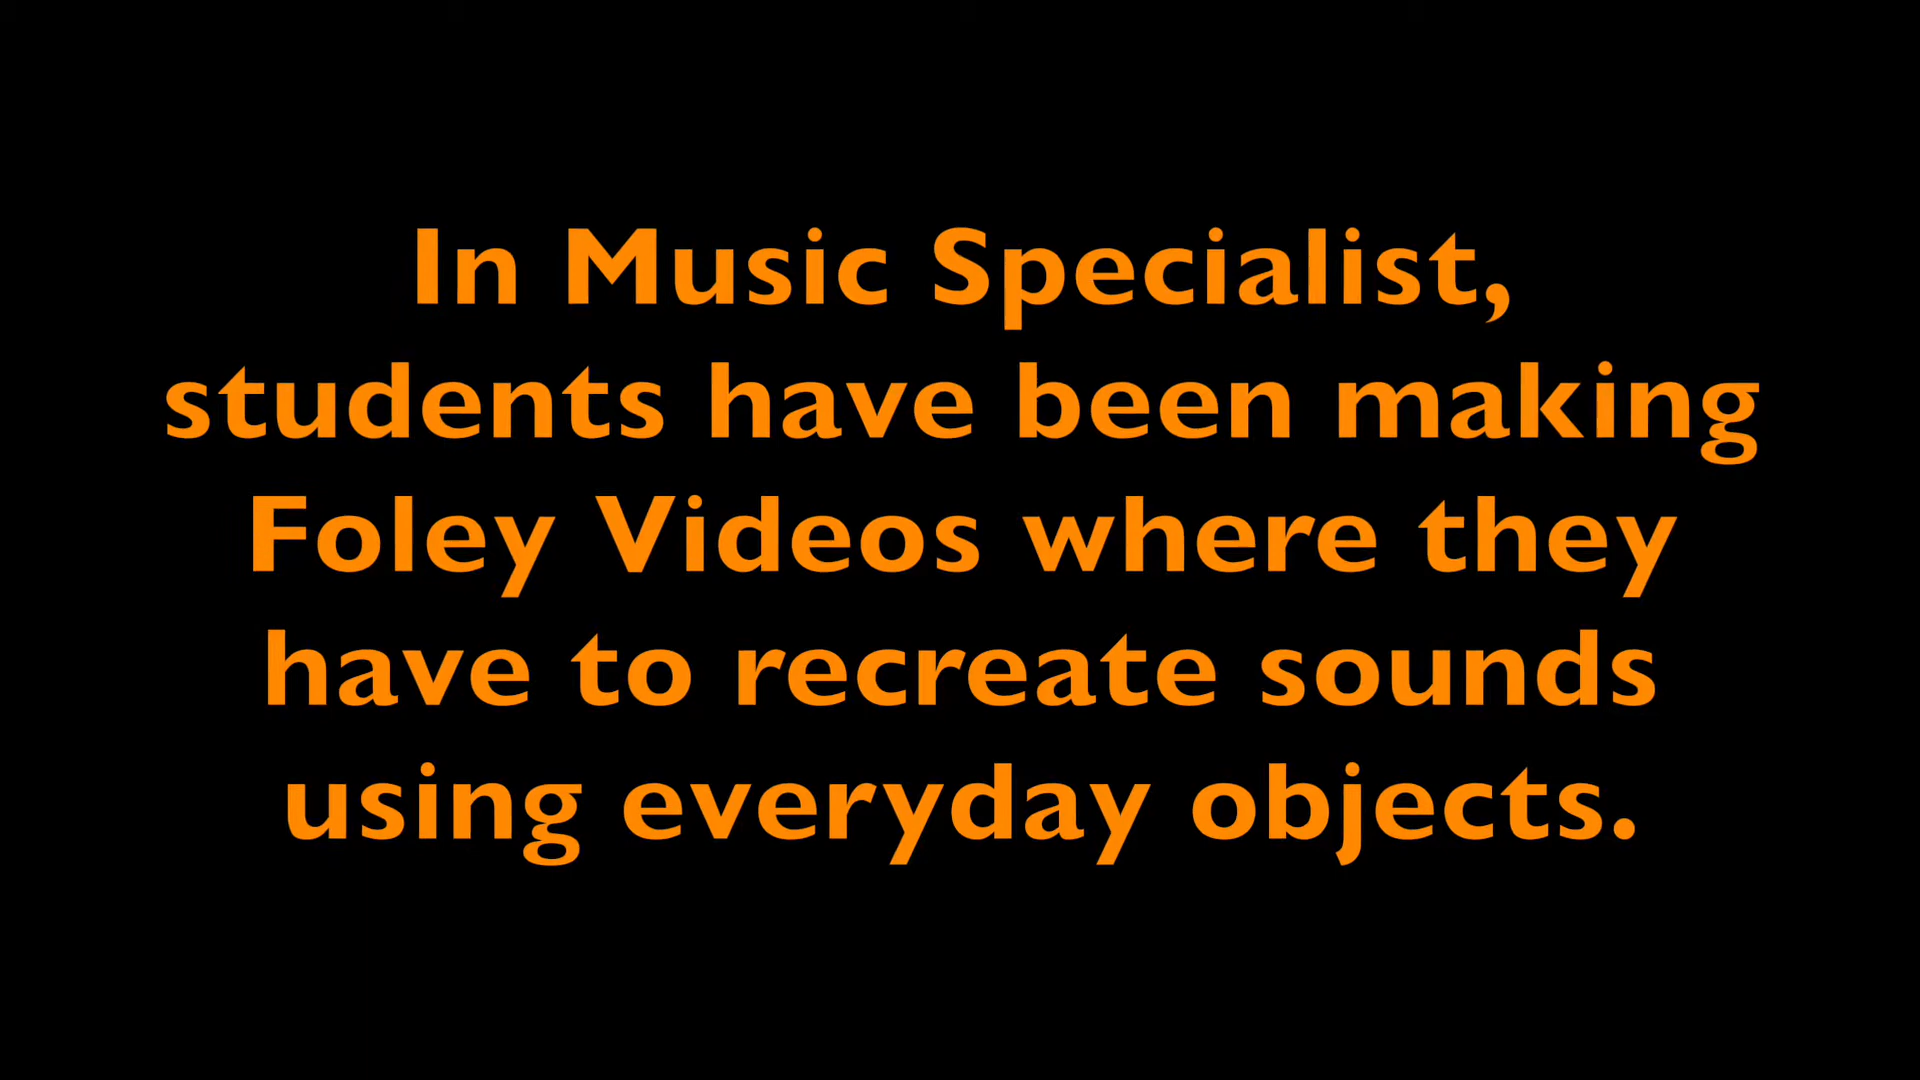 In Music Specialist,
students have been making
Foley Videos where they
have to recreate sounds
using everyday objects.